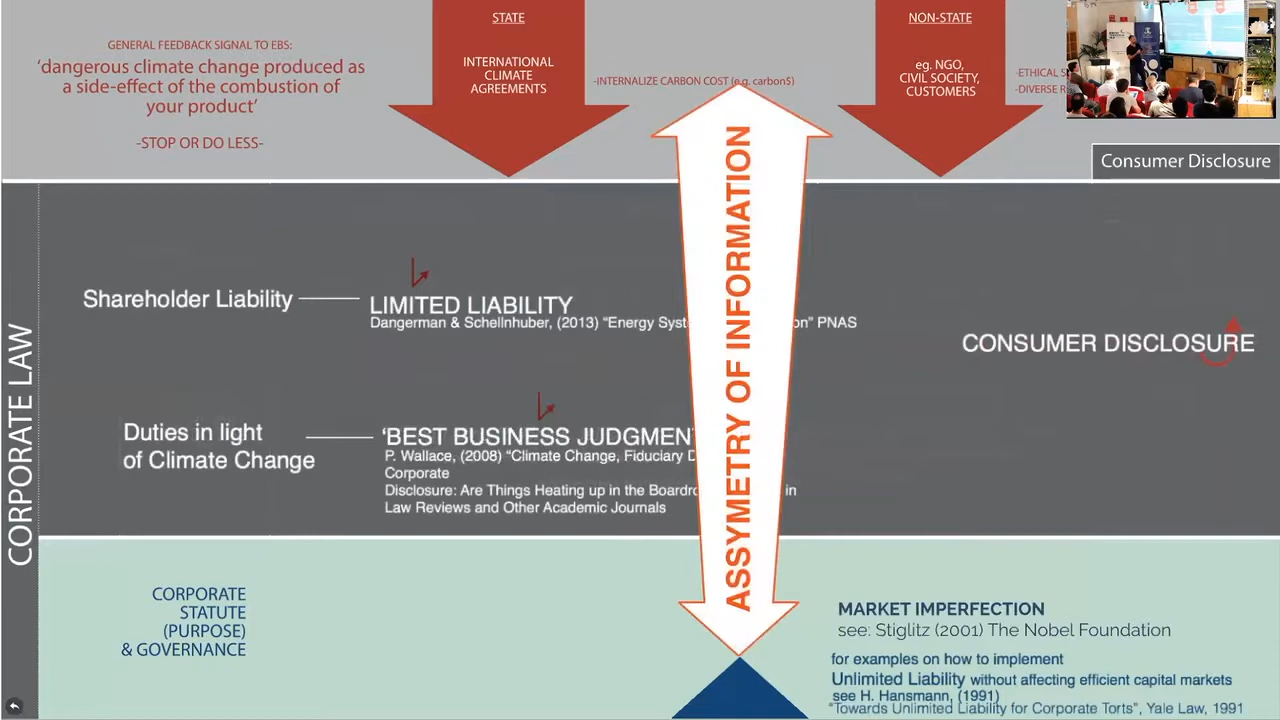 GENERAL FEEDBACK SIGNAL TO EBS:
‘dangerous climate change produced as
a side-effect of the combustion of
your product’
-STOP OR DO LESS-
STATE
INTERNATIONAL
CLIMATE
AGREEMENTS
-INTERNALIZE CARBON COST (e.g. carbon$)
NON-STATE
eg. NGO,
CIVIL SOCIETY,
CUSTOMERS
-ETHICAL
-DIVERSE
Consumer Disclosure
CORPORATE LAW
Shareholder Liability
LIMITED LIABILITY
Dangerman & Schellnhuber, (2013) “Energy PNAS
CONSUMER DISCLOSURE
Duties in light
of Climate Change
‘BEST BUSINESS JUDGMENT
P. Wallace, (2008) “Climate Change, Fiduciary
Corporate
Disclosure: Are Things Heating up in the in
Law Reviews and Other Academic Journals
ASSYMETRY OF INFORMATION
CORPORATE
STATUTE
(PURPOSE)
& GOVERNANCE
MARKET IMPERFECTION
see: Stiglitz (2001) The Nobel Foundation
for examples on how to implement
Unlimited Liability without affecting efficient capital markets
see H. Hansmann, (1991)
“Towards Unlimited Liability for Corporate Torts”, Yale Law, 1991